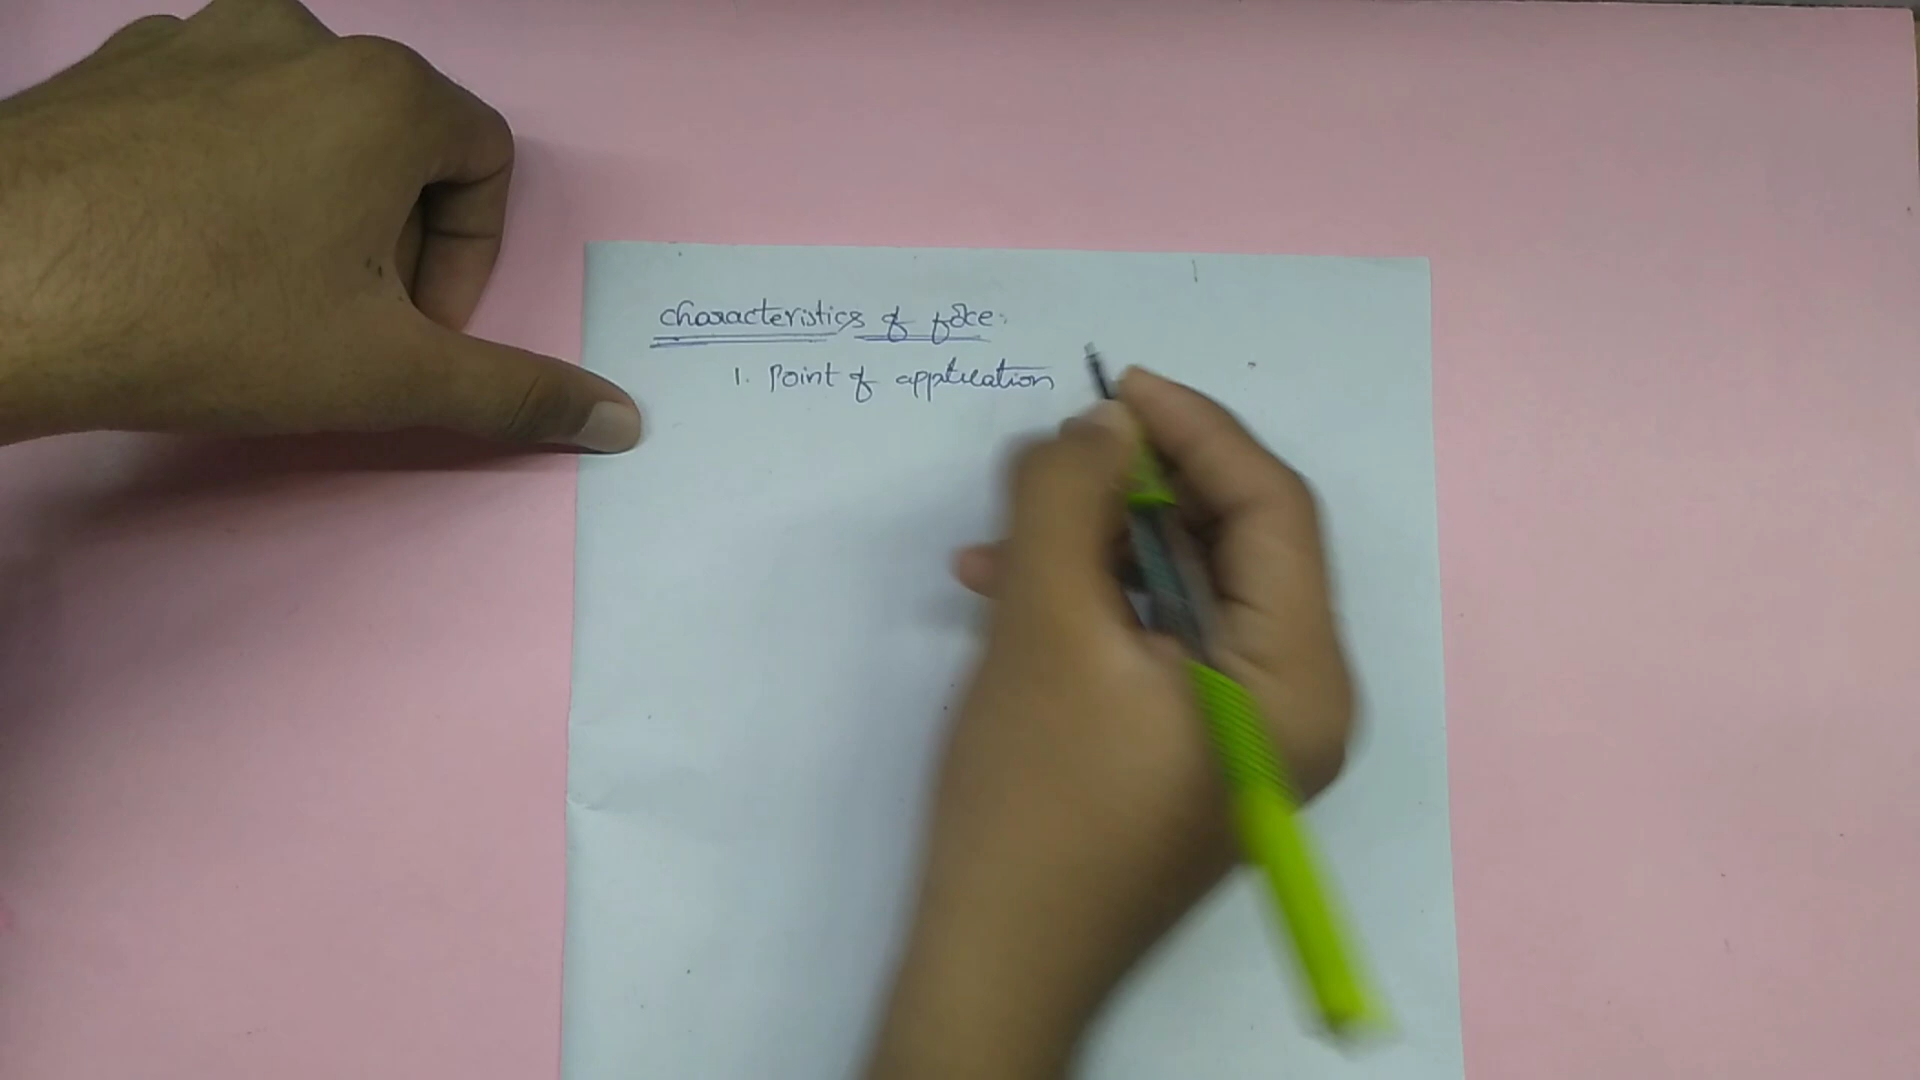 characteristics of force:
1. Point of application